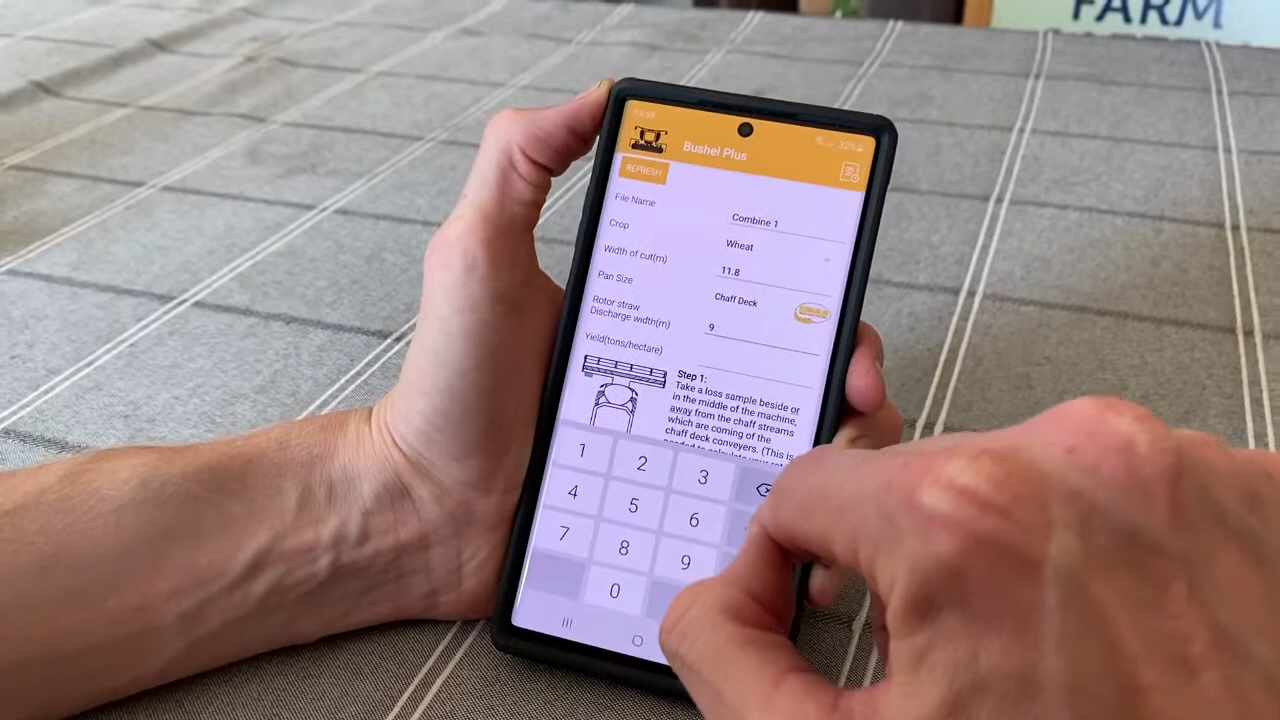 FARM
32%
Bushel Plus
REFRESH
File Name
Combine 1
Crop
Wheat
Width of cut(m)
11.8
Pan Size
Chaff Deck
Rotor straw
Discharge width(m)
9
Yield(tons/hectare)
Step 1:
Take a loss sample beside or
in the middle of the machine,
away from the chaff streams
which are coming of the
chaff deck conveyers. (This is
needed to calculate your
1
2
3
4
5
6
7
8
9
0